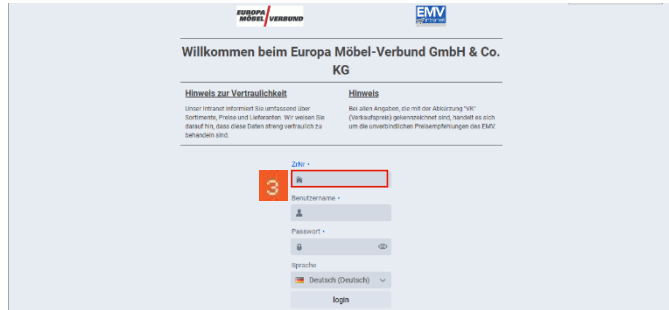 EUROPA
MÖBEL VERBUND
EMV
Intranet
Willkommen beim Europa Möbel-Verbund GmbH & Co.
KG
Hinweis zur Vertraulichkeit
Unser Intranet informiert Sie umfassend über
Sortimente, Preise und Lieferanten. Wir weisen Sie
darauf hin, dass diese Daten streng vertraulich zu
behandeln sind.
Hinweis
Bei allen Angaben, die mit der Abkürzung "VK"
(Verkaufspreis) gekennzeichnet sind, handelt es sich
um die unverbindlichen Preisempfehlungen des EMV.
ZrNr •
3
Benutzername •
Passwort •
Sprache
Deutsch (Deutsch)
login